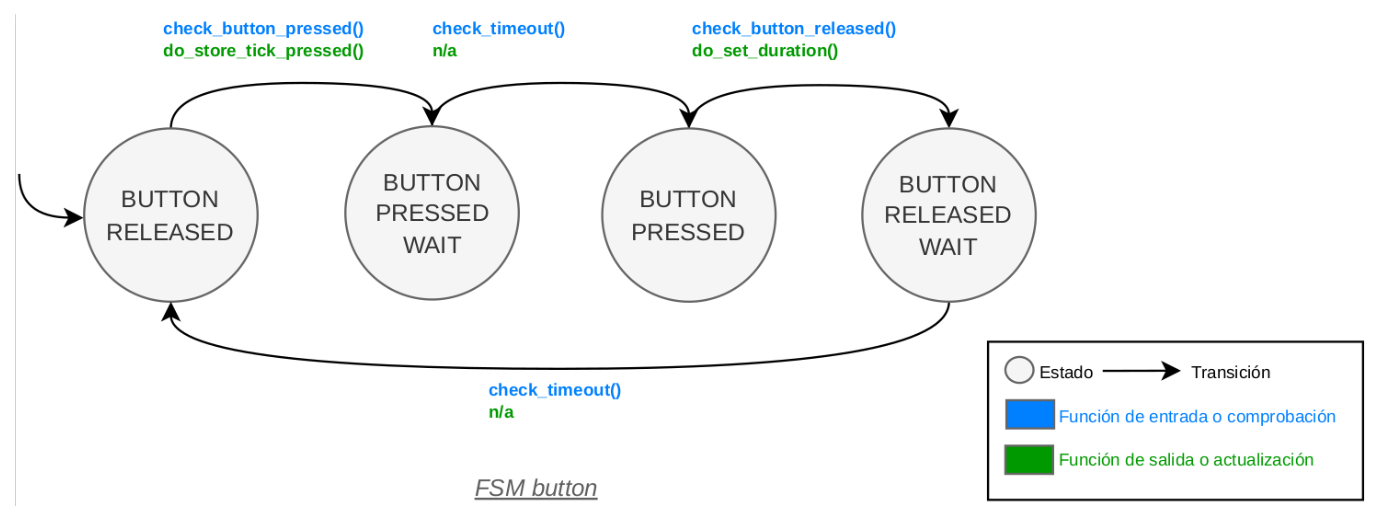 check_button_pressed()
do_store_tick_pressed()
check_timeout()
n/a
check_button_released()
do_set_duration()
BUTTON
RELEASED
BUTTON
PRESSED
WAIT
BUTTON
PRESSED
BUTTON
RELEASED
WAIT
check_timeout()
n/a
FSM button
Estado
Transición
Función de entrada o comprobación
Función de salida o actualización